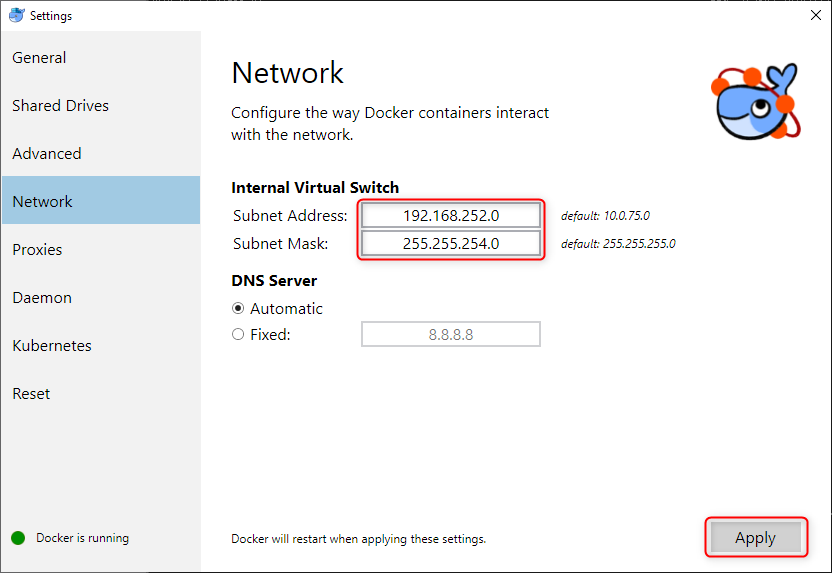 Settings
General
Shared Drives
Advanced
Network
Proxies
Daemon
Kubernetes
Reset
Docker is running
Network
Configure the way Docker containers interact
with the network.
Internal Virtual Switch
Subnet Address: 192.168.252.0 default: 10.0.75.0
Subnet Mask: 255.255.254.0 default: 255.255.255.0
DNS Server
Automatic
Fixed: 8.8.8.8
Docker will restart when applying these settings.
Apply